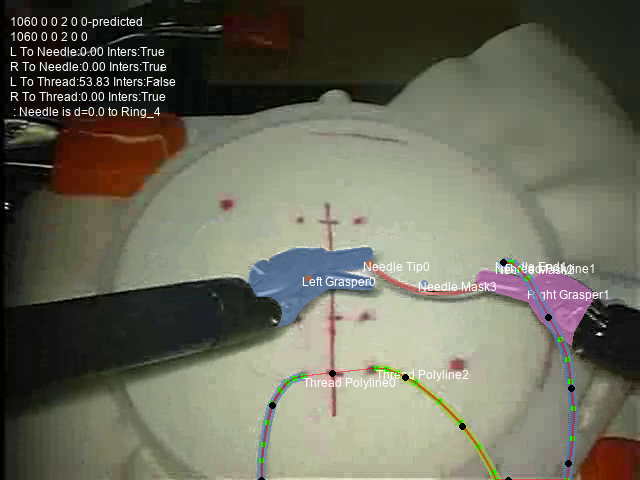 1060 0 0 2 0 0-predicted
1060 0 0 2 0 0
L To Needle:0.00 Inters:True
R To Needle:0.00 Inters:True
L To Thread:53.83 Inters:False
R To Thread:0.00 Inters:True
: Needle is d=0.0 to Ring_4
Needle Tip0
Left Grasper0
Needle Mask3
Right Grasper1
Thread Polyline0
Thread Polyline2